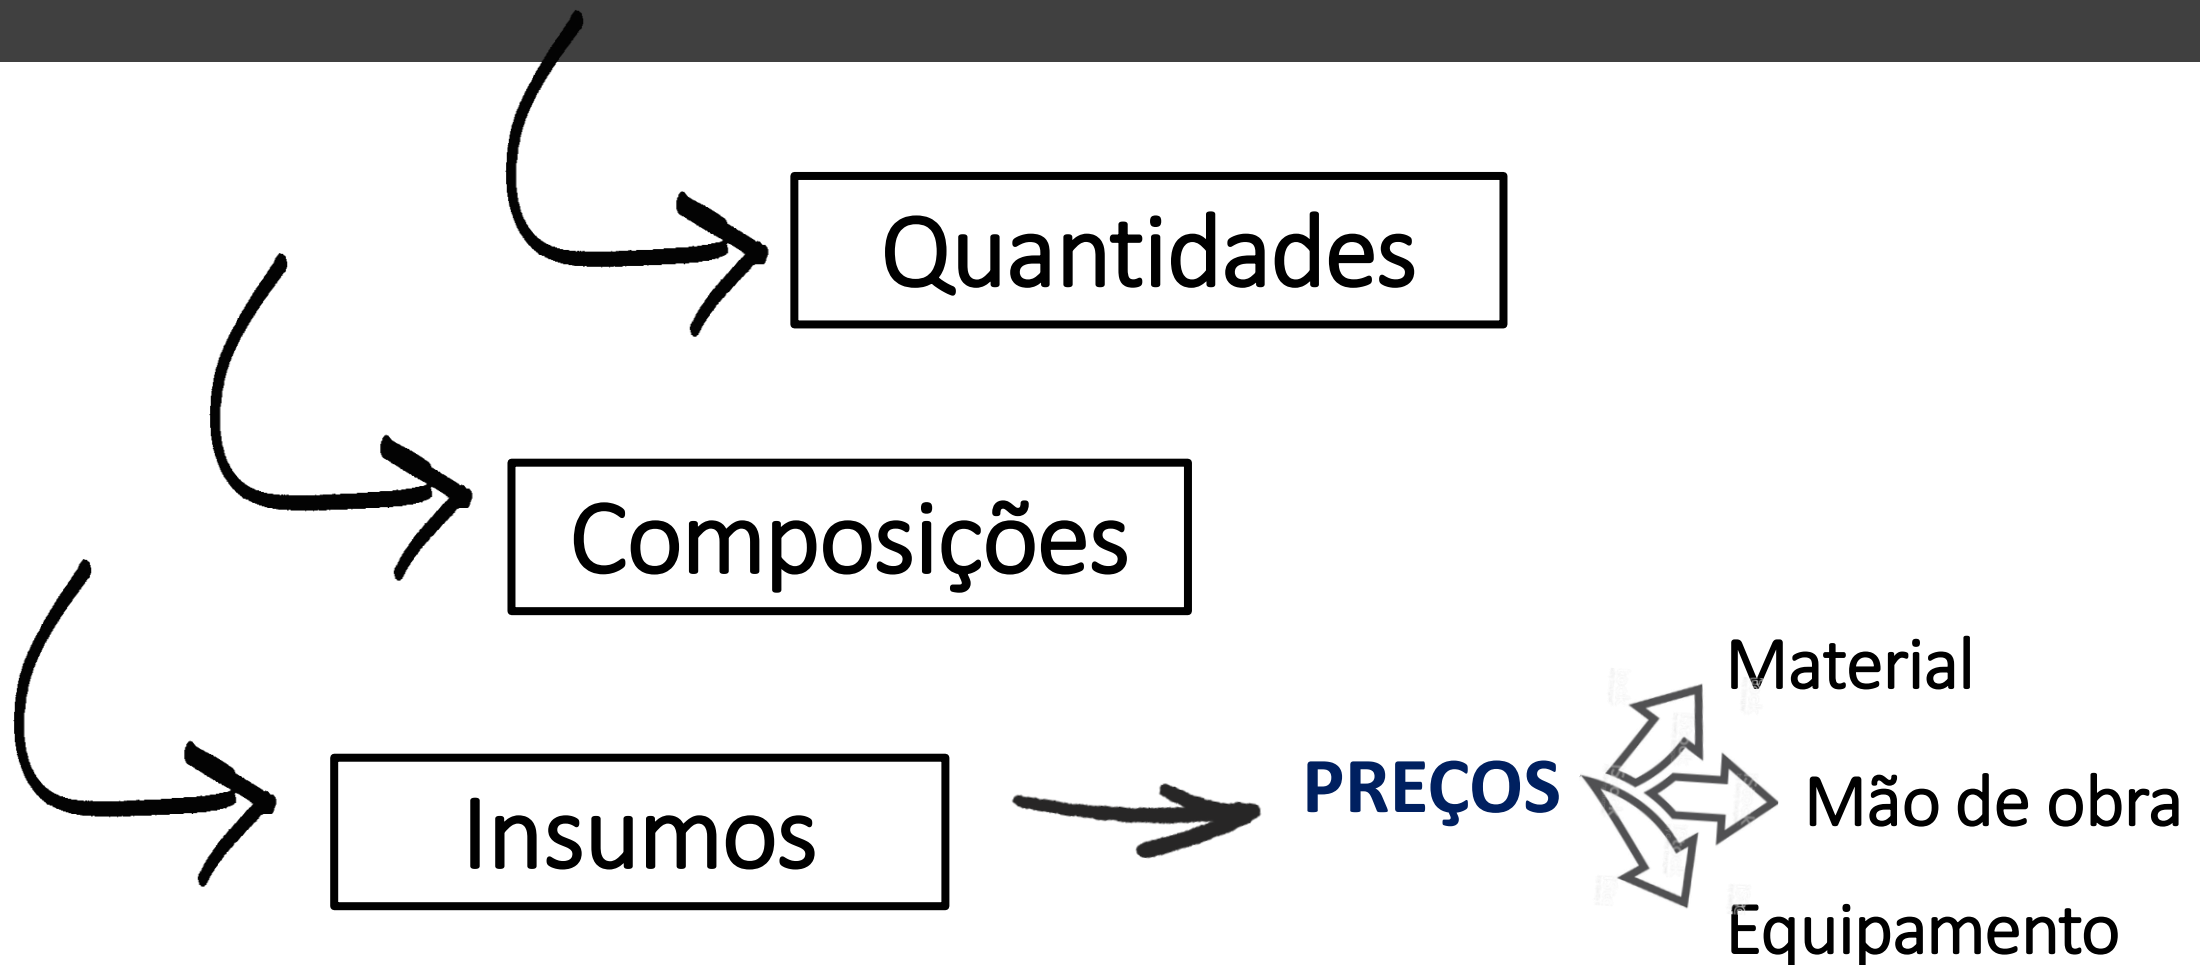 Quantidades
Composições
Insumos
PREÇOS
Material
Mão de obra
Equipamento